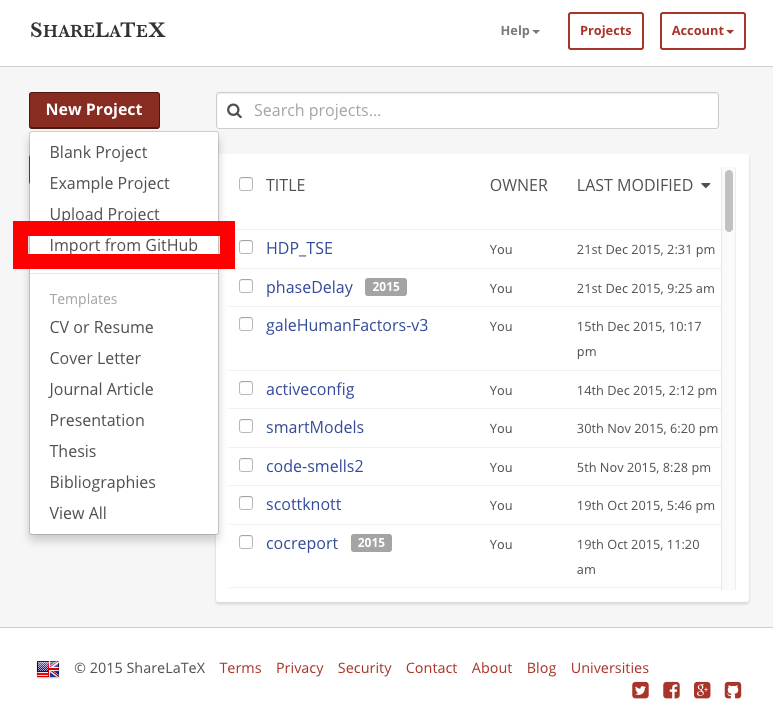 ShareLaTeX
Help
Projects
Account
New Project
Search projects...
Blank Project
Example Project
Upload Project
Import from GitHub
Templates
CV or Resume
Cover Letter
Journal Article
Presentation
Thesis
Bibliographies
View All
TITLE OWNER LAST MODIFIED
HDP_TSE You 21st Dec 2015, 2:31 pm
phaseDelay 2015 You 21st Dec 2015, 9:25 am
galeHumanFactors-v3 You 15th Dec 2015, 10:17
pm
activeconfig You 14th Dec 2015, 2:12 pm
smartModels You 30th Nov 2015, 6:20 pm
code-smells2 You 5th Nov 2015, 8:28 pm
scottknott You 19th Oct 2015, 5:46 pm
cocreport 2015 You 19th Oct 2015, 11:20
am
© 2015 ShareLaTeX Terms Privacy Security Contact About Blog Universities